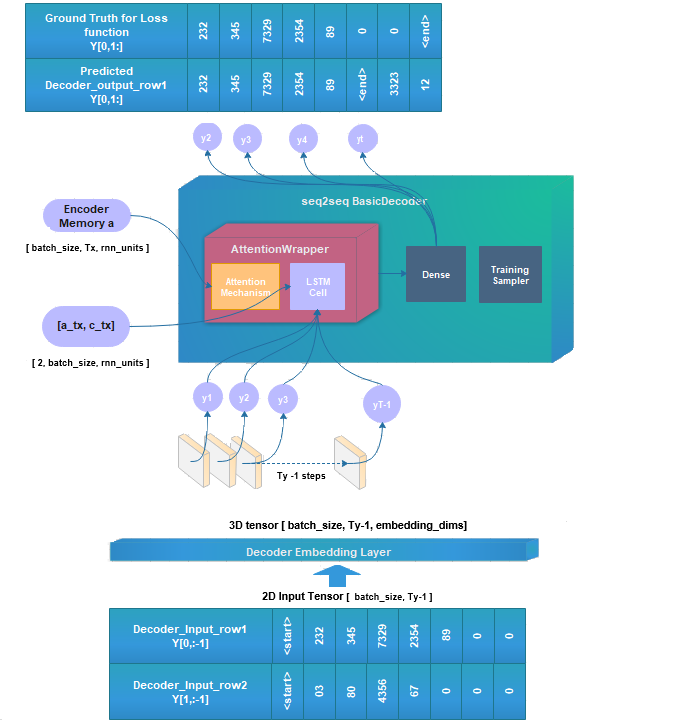 Ground Truth for Loss
function
Y[0,1:]
232 345 7329 2354 89 0 0 <end>
Predicted
Decoder_output_row1
Y[0,1:]
232 345 7329 2354 89 <end> 3323 12
y2 y3 y4 yt
seq2seq BasicDecoder
Encoder
Memory a
[ batch_size, Tx, rnn_units ]
AttentionWrapper
Attention
Mechanism
LSTM
Cell
Dense
Training
Sampler
[a_tx, c_tx]
[ 2, batch_size, rnn_units ]
y1 y2 y3 yT-1
Ty -1 steps
3D tensor [ batch_size, Ty-1, embedding_dims]
Decoder Embedding Layer
2D Input Tensor [ batch_size, Ty-1 ]
Decoder_Input_row1
Y[0,:-1]
<start> 232 345 7329 2354 89 0 0
Decoder_Input_row2
Y[1,:-1]
<start> 03 80 4356 67 0 0 0